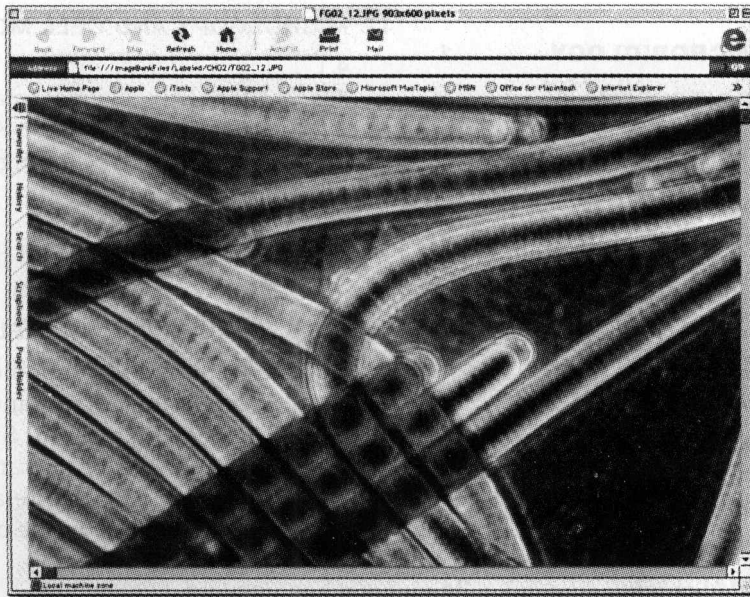 FG02_12.JPG 903x600 pixels
Back Forward Stop Refresh Home AutoFill Print Mail
Address: file:///ImageBankFiles/Labeled/CH02/FG02_12.JPG go
Live Home Page Apple iTools Apple Support Apple Store Microsoft MacTopia MSN Office for Macintosh Internet Explorer
Favorites
History
Search
Scrapbook
Page Holder
Local machine zone